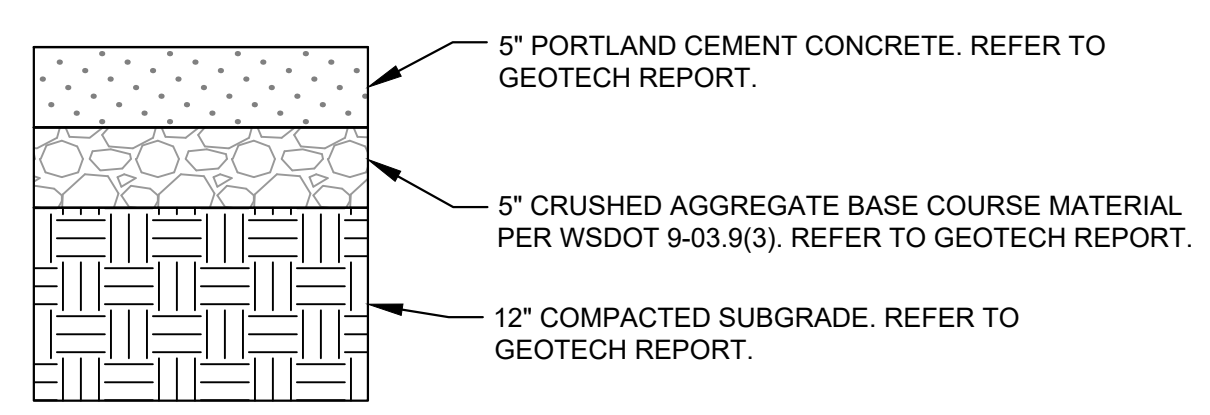 5" PORTLAND CEMENT CONCRETE. REFER TO
GEOTECH REPORT.
5" CRUSHED AGGREGATE BASE COURSE MATERIAL
PER WSDOT 9-03.9(3). REFER TO GEOTECH REPORT.
12" COMPACTED SUBGRADE. REFER TO
GEOTECH REPORT.